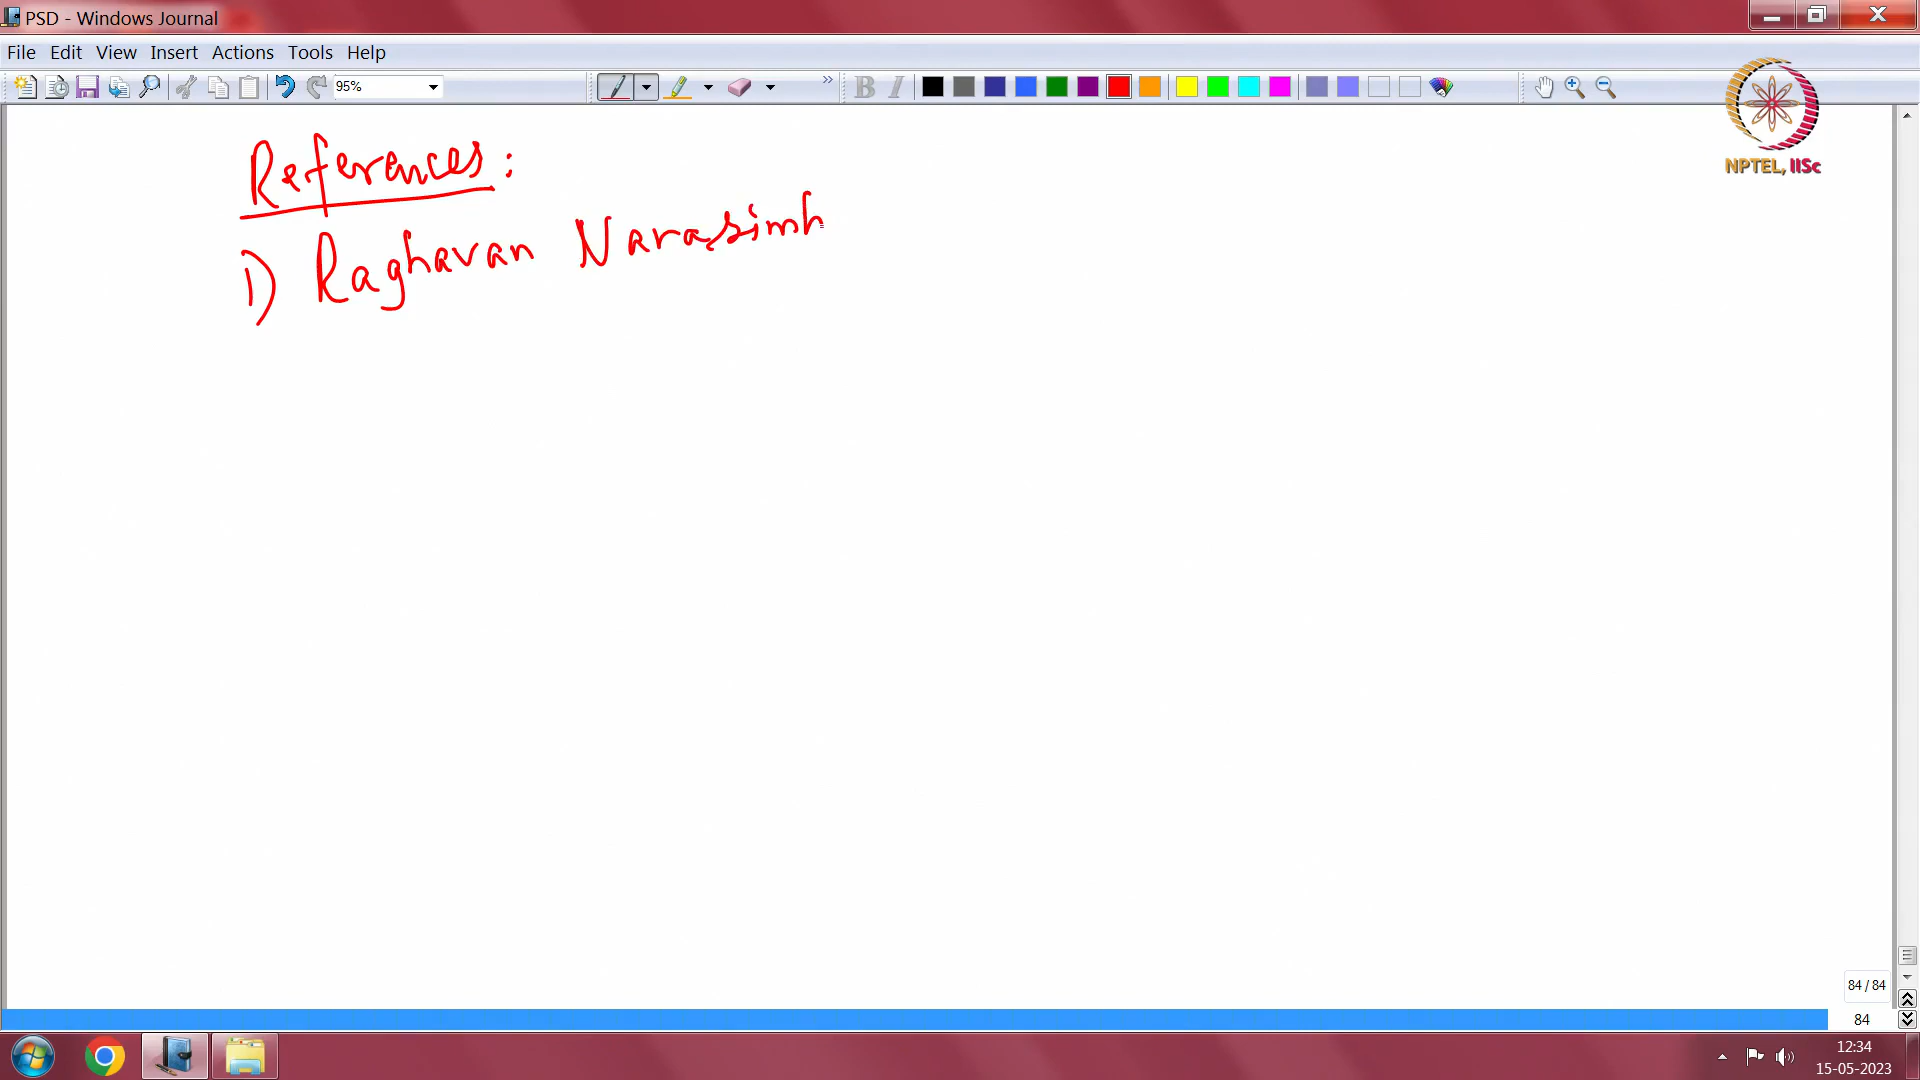 PSD - Windows Journal
File Edit View Insert Actions Tools Help
95%
B I
NPTEL, IISc
References:
1) Raghavan Narasimh
84 / 84
84
12:34
15-05-2023